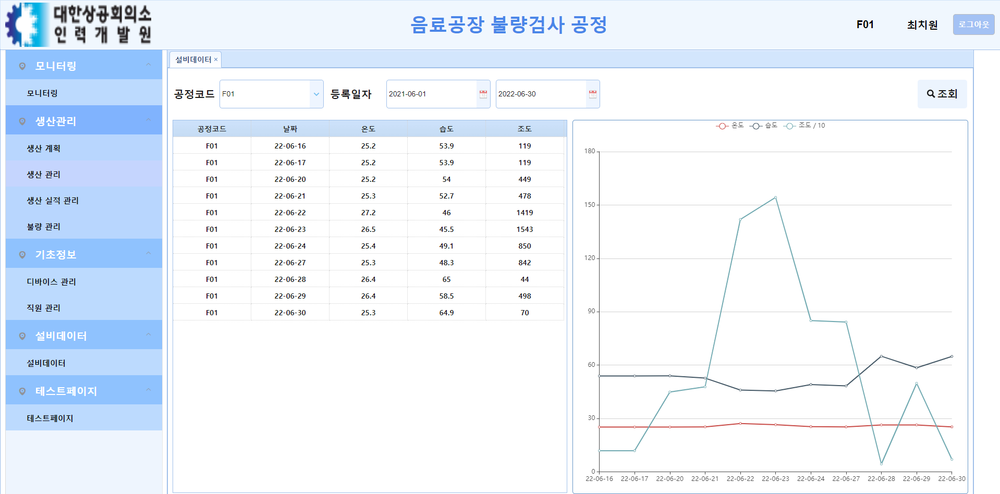 대한상공회의소
인력개발원
음료공장 불량검사 공정
F01
최치원
로그아웃
모니터링
모니터링
생산관리
생산 계획
생산 관리
생산 실적 관리
불량 관리
기초정보
디바이스 관리
직원 관리
설비데이터
설비데이터
테스트페이지
테스트페이지
설비데이터 ×
공정코드 F01 등록일자 2021-06-01 2022-06-30 조회
공정코드 날짜 온도 습도 조도
F01 22-06-16 25.2 53.9 119
F01 22-06-17 25.2 53.9 119
F01 22-06-20 25.2 54 449
F01 22-06-21 25.3 52.7 478
F01 22-06-22 27.2 46 1419
F01 22-06-23 26.5 45.5 1543
F01 22-06-24 25.4 49.1 850
F01 22-06-27 25.3 48.3 842
F01 22-06-28 26.4 65 44
F01 22-06-29 26.4 58.5 498
F01 22-06-30 25.3 64.9 70
온도 습도 조도 / 10
180
150
120
90
60
30
0
22-06-16 22-06-17 22-06-20 22-06-21 22-06-22 22-06-23 22-06-24 22-06-27 22-06-28 22-06-29 22-06-30